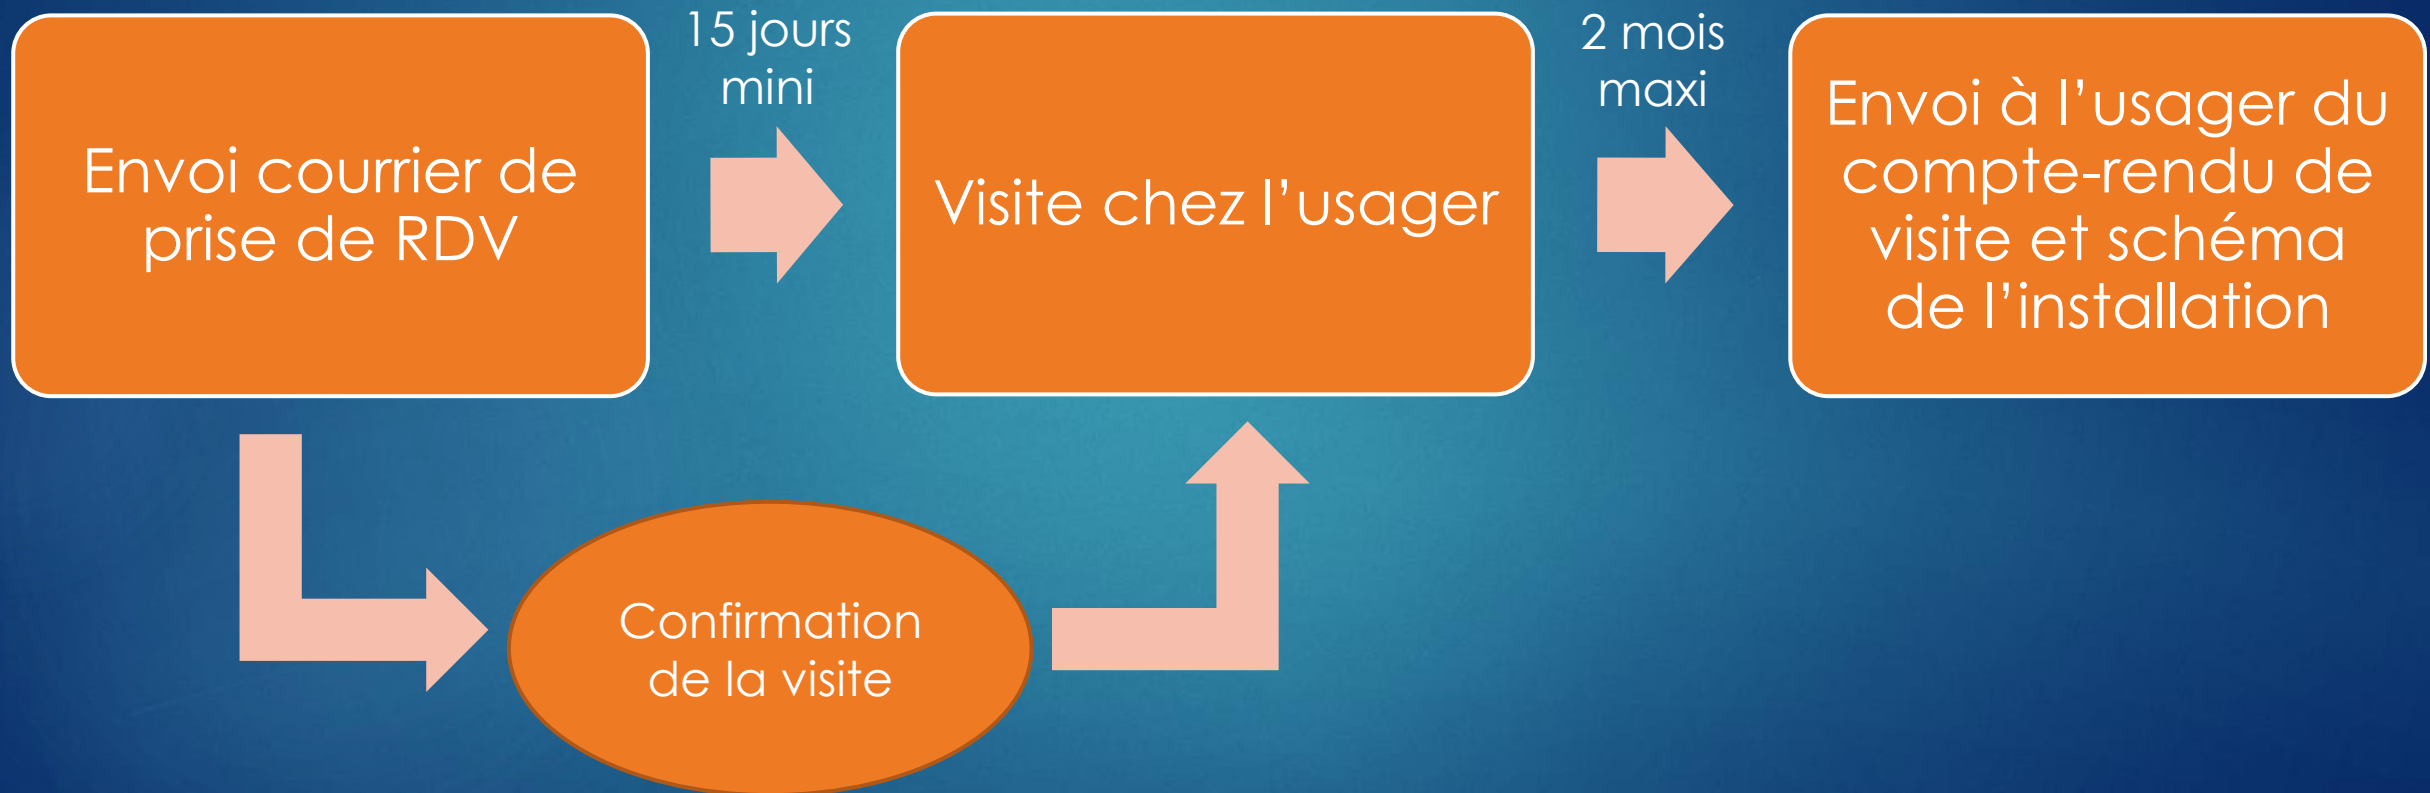 Envoi courrier de
prise de RDV
15 jours
mini
Visite chez l’usager
2 mois
maxi
Envoi à l’usager du
compte-rendu de
visite et schéma
de l’installation
Confirmation
de la visite